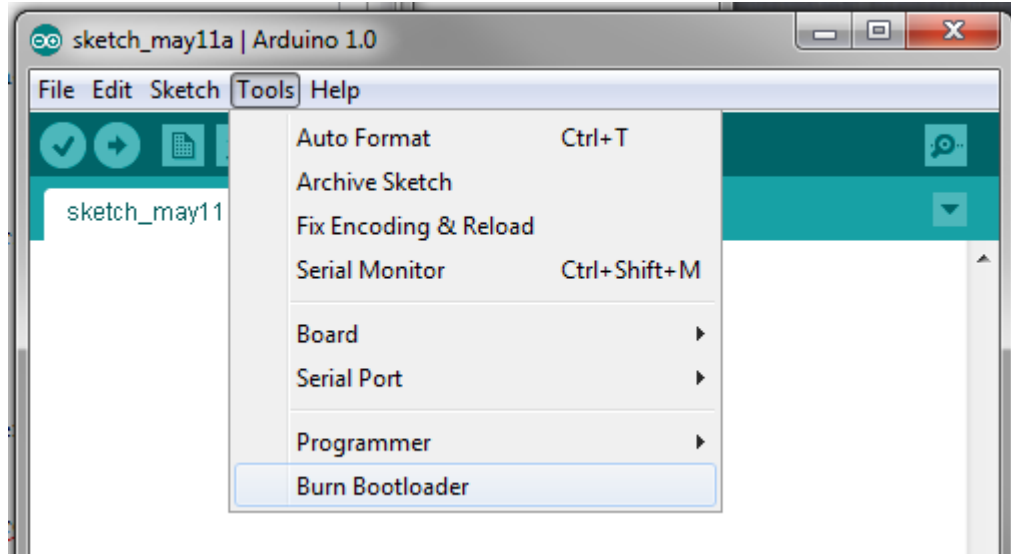 sketch_may11a | Arduino 1.0
File Edit Sketch Tools Help
sketch_may11
Auto Format Ctrl+T
Archive Sketch
Fix Encoding & Reload
Serial Monitor Ctrl+Shift+M
Board
Serial Port
Programmer
Burn Bootloader